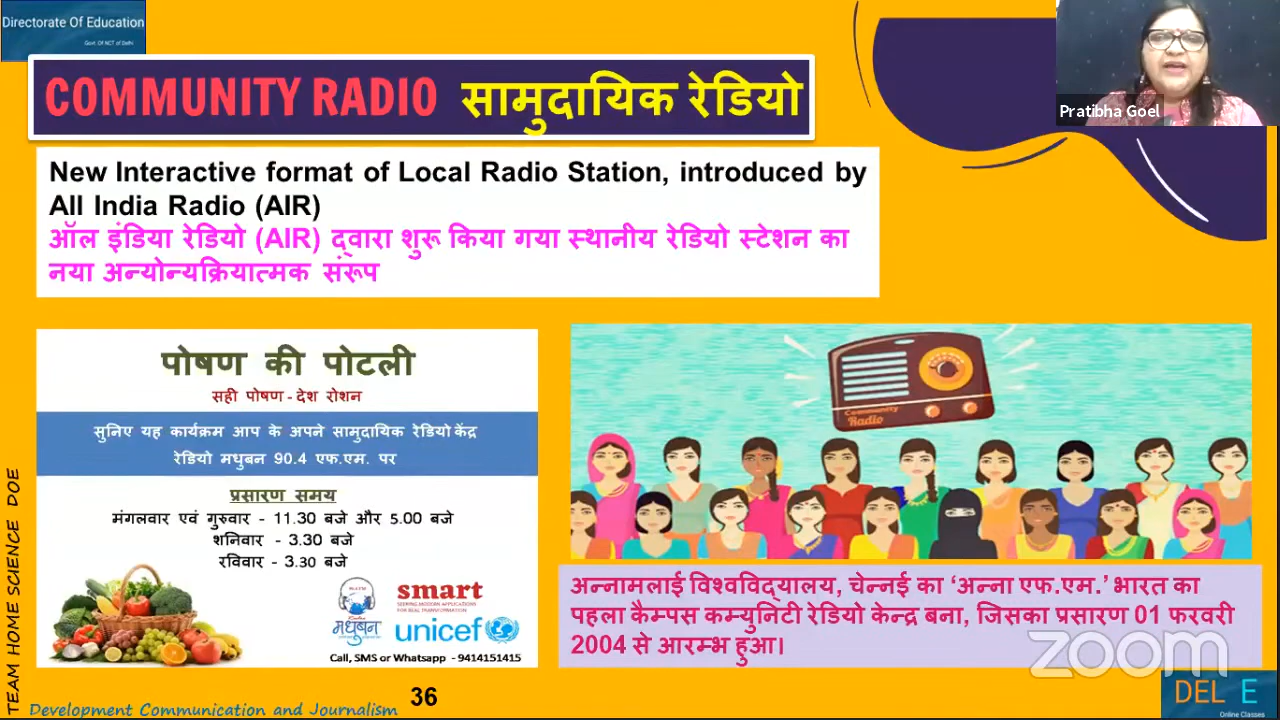 Directorate Of Education
Govt. Of NCT of Delhi
COMMUNITY RADIO सामुदायिक रेडियो
Pratibha Goel
New Interactive format of Local Radio Station, introduced by
All India Radio (AIR)
ऑल इंडिया रेडियो (AIR) द्वारा शुरू किया गया स्थानीय रेडियो स्टेशन का
नया अन्योन्यक्रियात्मक संरूप
पोषण की पोटली
सही पोषण - देश रोशन
सुनिए यह कार्यक्रम आप के अपने सामुदायिक रेडियो केंद्र
रेडियो मधुबन 90.4 एफ.एम. पर
प्रसारण समय
मंगलवार एवं गुरुवार - 11.30 बजे और 5.00 बजे
शनिवार - 3.30 बजे
रविवार - 3.30 बजे
मधुबन
smart
SEEKING MODERN APPLICATIONS
FOR REAL TRANSFORMATION
unicef
Call, SMS or Whatsapp - 9414151415
Community
Radio
अन्नामलाई विश्वविद्यालय, चेन्नई का ‘अन्ना एफ.एम.’ भारत का
पहला कैम्पस कम्युनिटी रेडियो केन्द्र बना, जिसका प्रसारण 01 फरवरी
2004 से आरम्भ हुआ।
zoom
TEAM HOME SCIENCE DOE
Development Communication and Journalism
36
DEL E
Online Classes